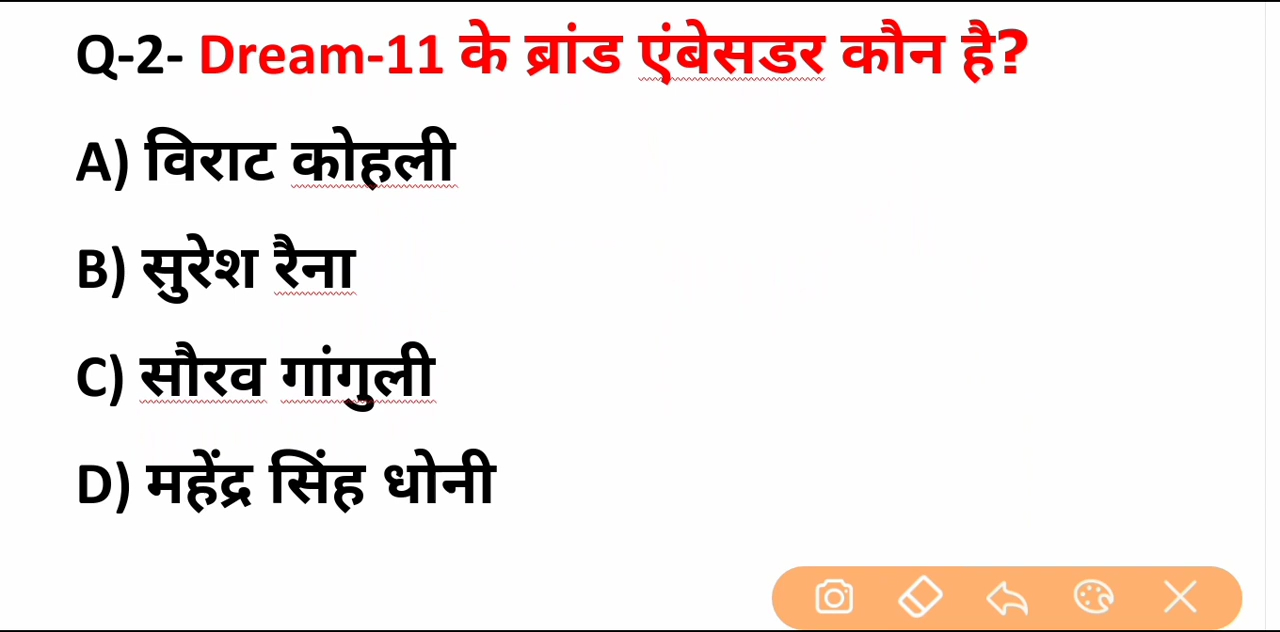 Q-2- Dream-11 के ब्रांड एंबेसडर कौन है?
A) विराट कोहली
B) सुरेश रैना
C) सौरव गांगुली
D) महेंद्र सिंह धोनी